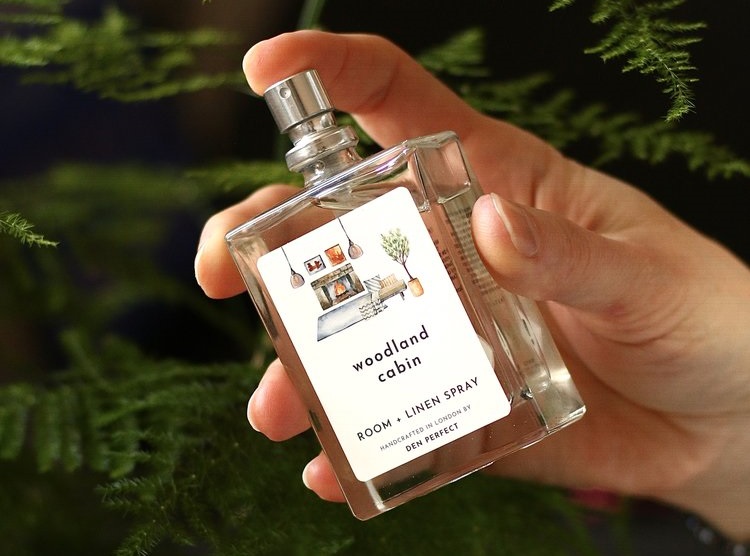 woodland
cabin
ROOM + LINEN SPRAY
HANDCRAFTED IN LONDON BY
DEN PERFECT